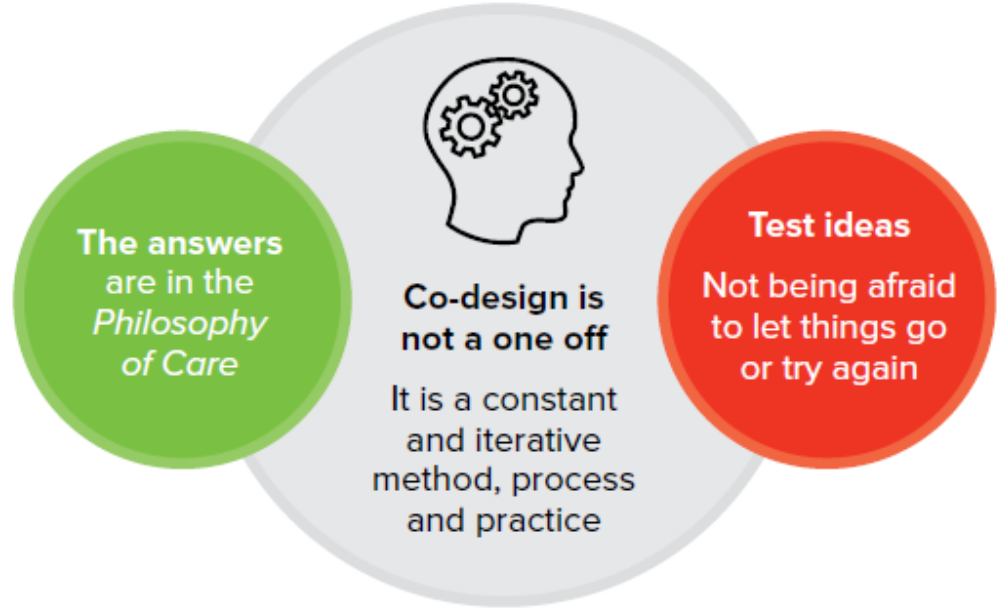 The answers
are in the
Philosophy
of Care
Co-design is
not a one off
It is a constant
and iterative
method, process
and practice
Test ideas
Not being afraid
to let things go
or try again